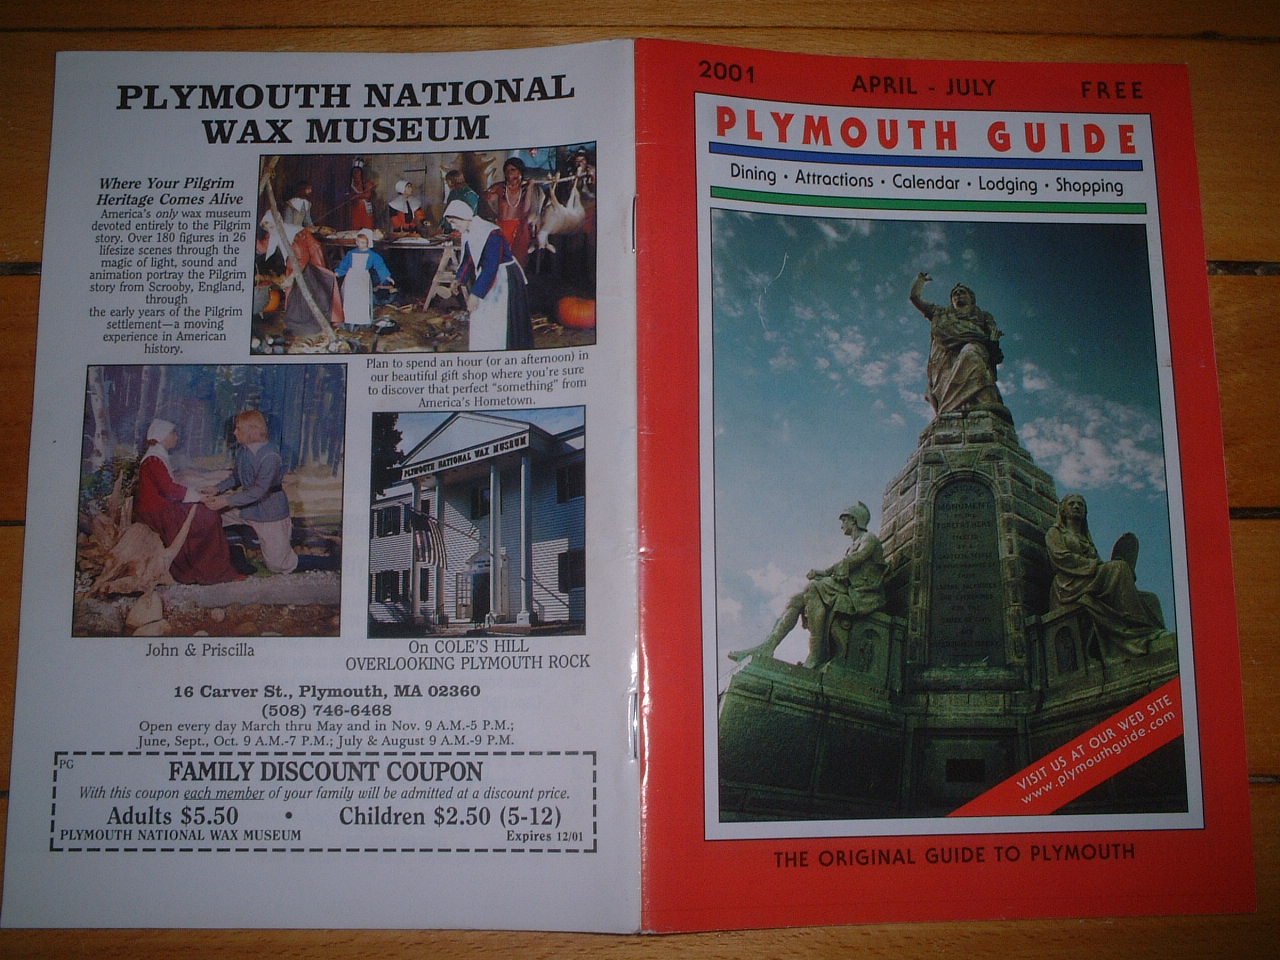 PLYMOUTH NATIONAL
WAX MUSEUM
Where Your Pilgrim
Heritage Comes Alive
America's only wax museum
devoted entirely to the Pilgrim
story. Over 180 figures in 26
lifesize scenes through the
magic of light, sound and
animation portray the Pilgrim
story from Scrooby, England,
through
the early years of the Pilgrim
settlement—a moving
experience in American
history.
Plan to spend an hour (or an afternoon) in
our beautiful gift shop where you're sure
to discover that perfect "something" from
America's Hometown.
PLYMOUTH NATIONAL WAX MUSEUM
John & Priscilla
On COLE'S HILL
OVERLOOKING PLYMOUTH ROCK
16 Carver St., Plymouth, MA 02360
(508) 746-6468
Open every day March thru May and in Nov. 9 A.M.-5 P.M.;
June, Sept., Oct. 9 A.M.-7 P.M.; July & August 9 A.M.-9 P.M.
PG
FAMILY DISCOUNT COUPON
With this coupon each member of your family will be admitted at a discount price.
Adults $5.50 • Children $2.50 (5-12)
PLYMOUTH NATIONAL WAX MUSEUM Expires 12/01
2001 APRIL - JULY FREE
PLYMOUTH GUIDE
Dining · Attractions · Calendar · Lodging · Shopping
MONUMENT
FOREFATHERS
VISIT US AT OUR WEB SITE
www.plymouthguide.com
THE ORIGINAL GUIDE TO PLYMOUTH